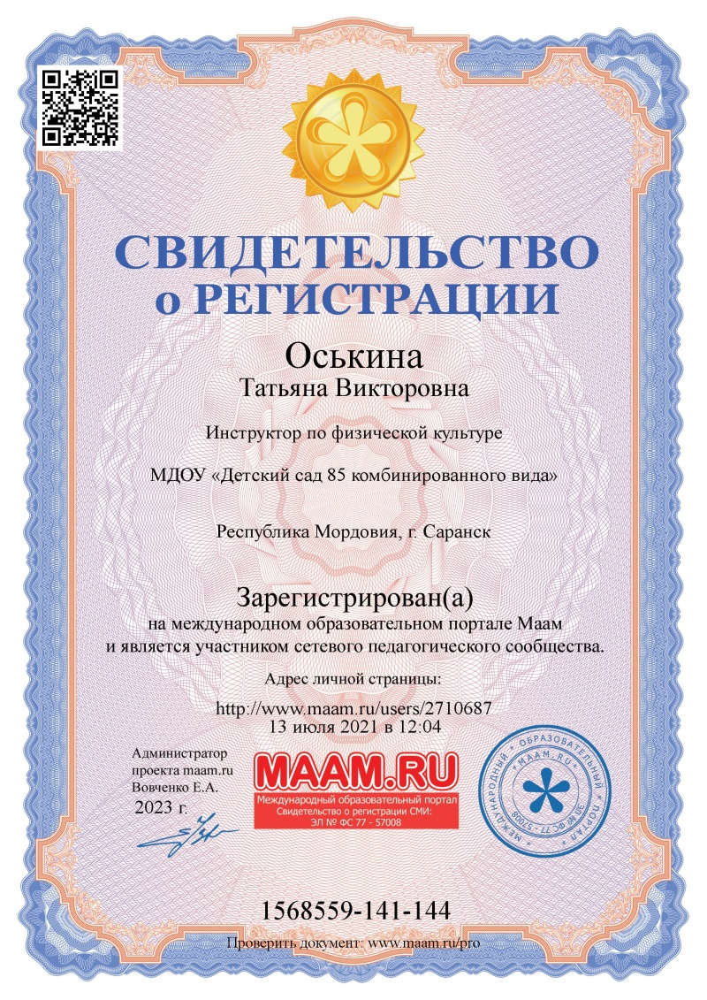 СВИДЕТЕЛЬСТВО
о РЕГИСТРАЦИИ
Оськина
Татьяна Викторовна
Инструктор по физической культуре
МДОУ «Детский сад 85 комбинированного вида»
Республика Мордовия, г. Саранск
Зарегистрирован(а)
на международном образовательном портале Маам
и является участником сетевого педагогического сообщества.
Адрес личной страницы:
http://www.maam.ru/users/2710687
13 июля 2021 в 12:04
Администратор
проекта maam.ru
Вовченко Е.А.
2023 г.
MAAM.RU
Международный образовательный портал
Свидетельство о регистрации СМИ:
ЭЛ № ФС 77 - 57008
* МЕЖДУНАРОДНЫЙ * ОБРАЗОВАТЕЛЬНЫЙ * ПОРТАЛ *
* MAAM.RU *
ЭЛ № ФС 77 - 57008
1568559-141-144
Проверить документ: www.maam.ru/pro